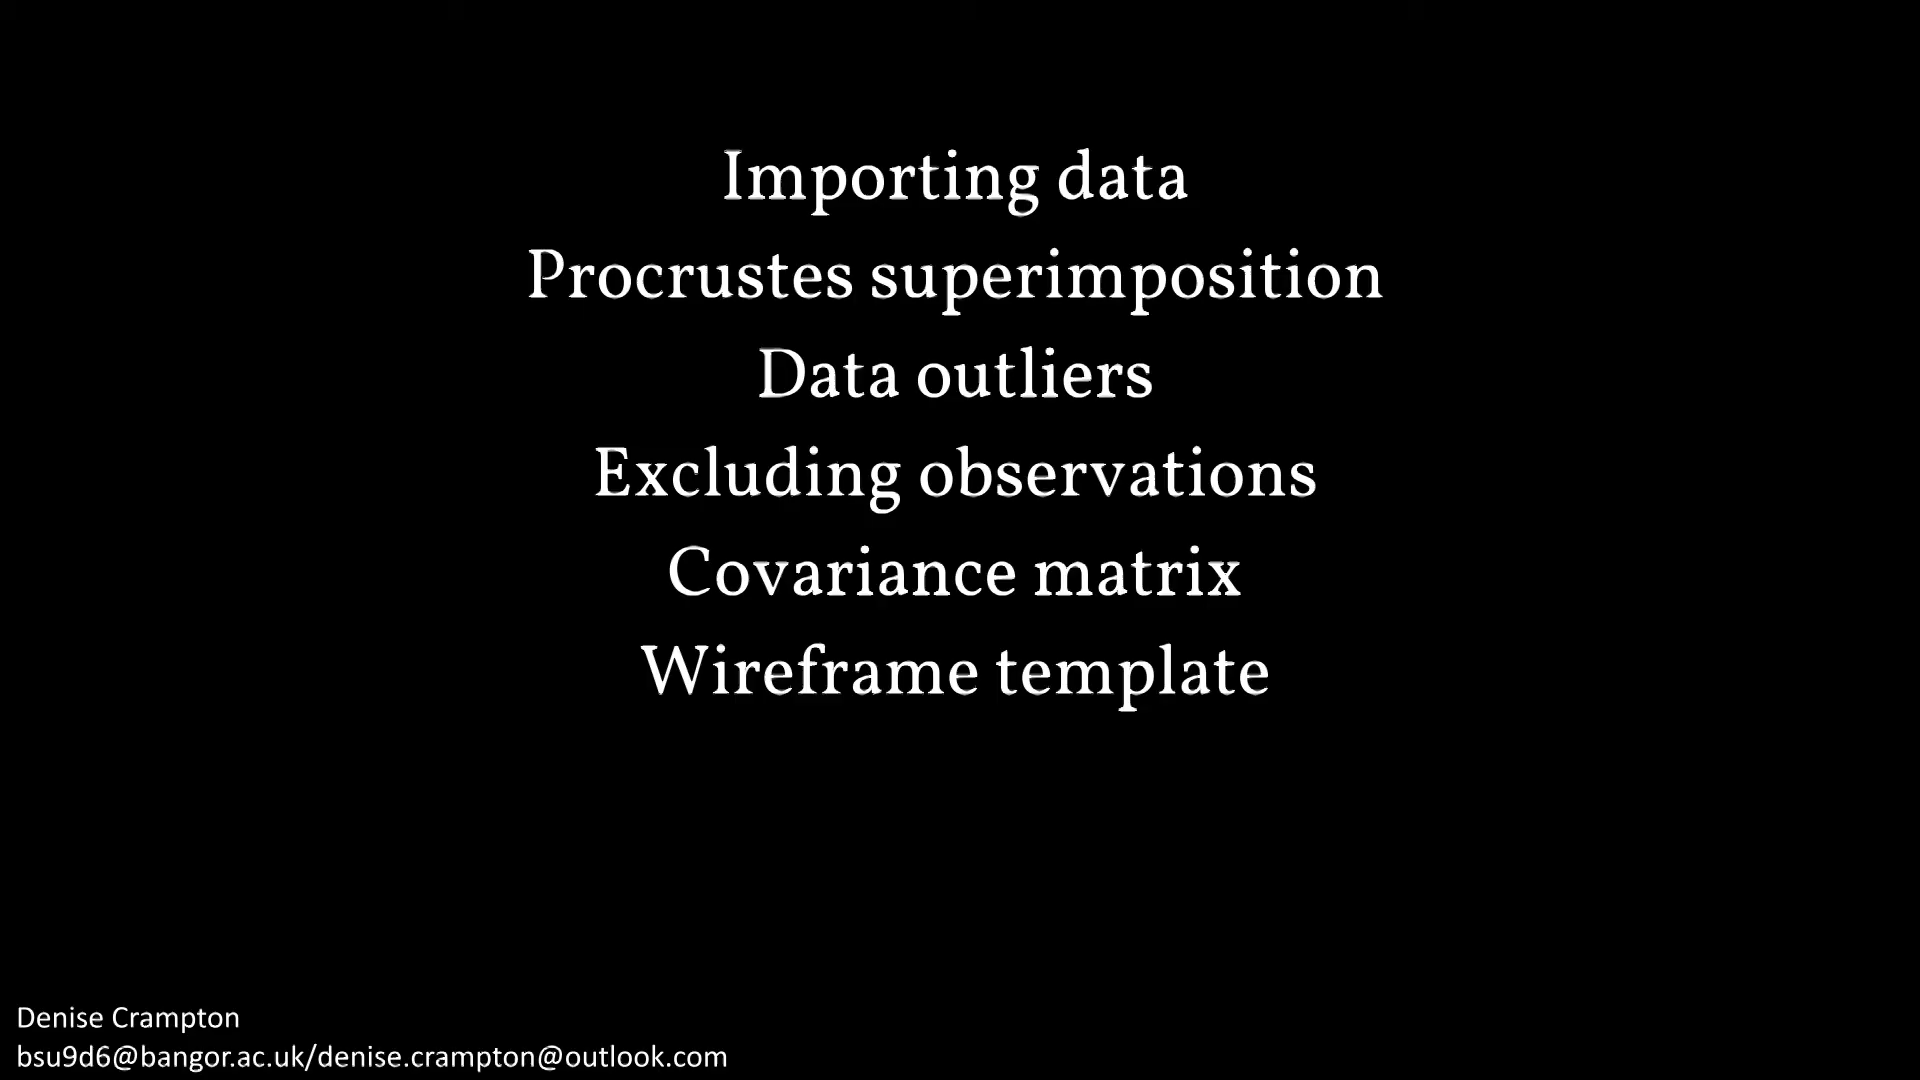 Importing data
Procrustes superimposition
Data outliers
Excluding observations
Covariance matrix
Wireframe template
Denise Crampton
bsu9d6@bangor.ac.uk/denise.crampton@outlook.com